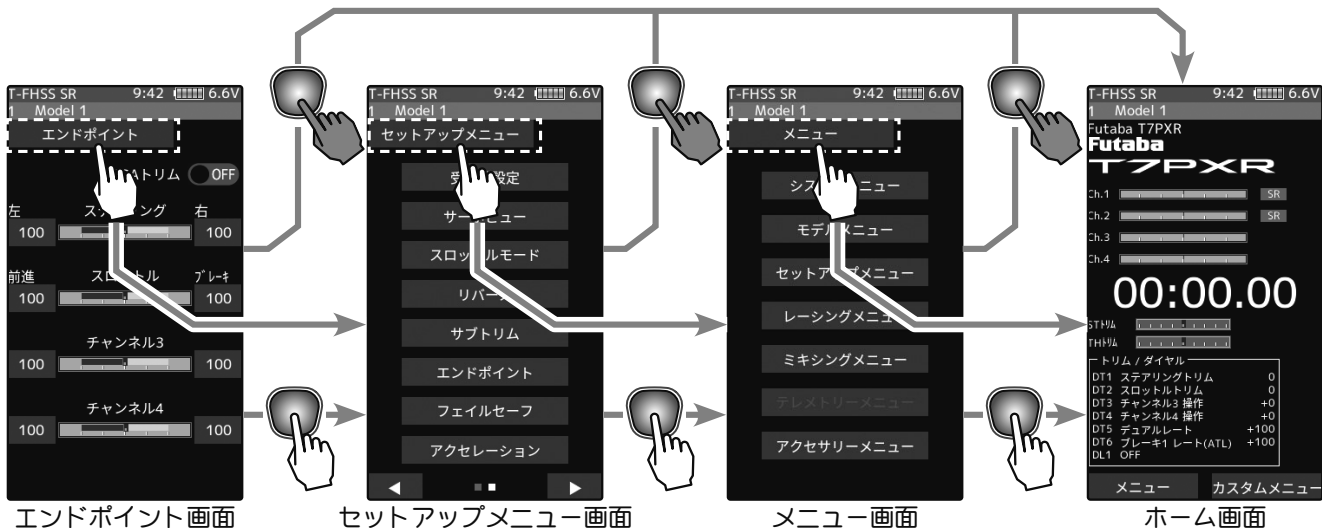 T-FHSS SR 9:42 6.6V
1 Model 1
エンドポイント
Aトリム OFF
左 ステアリング 右
100 100
前進 スロットル ブレーキ
100 100
チャンネル3
100 100
チャンネル4
100 100
エンドポイント画面
T-FHSS SR 9:42 6.6V
1 Model 1
セットアップメニュー
サーボビュー
スロットルモード
リバース
サブトリム
エンドポイント
フェイルセーフ
アクセレーション
セットアップメニュー画面
T-FHSS SR 9:42 6.6V
1 Model 1
メニュー
システムメニュー
モデルメニュー
セットアップメニュー
レーシングメニュー
ミキシングメニュー
テレメトリーメニュー
アクセサリーメニュー
メニュー画面
T-FHSS SR 9:42 6.6V
1 Model 1
Futaba T7PXR
Futaba
T7PXR
Ch.1 SR
Ch.2 SR
Ch.3
Ch.4
00:00.00
STトリム
THトリム
トリム / ダイヤル
DT1 ステアリングトリム 0
DT2 スロットルトリム 0
DT3 チャンネル3 操作 +0
DT4 チャンネル4 操作 +0
DT5 デュアルレート +100
DT6 ブレーキ1 レート(ATL) +100
DL1 OFF
メニュー カスタムメニュー
ホーム画面